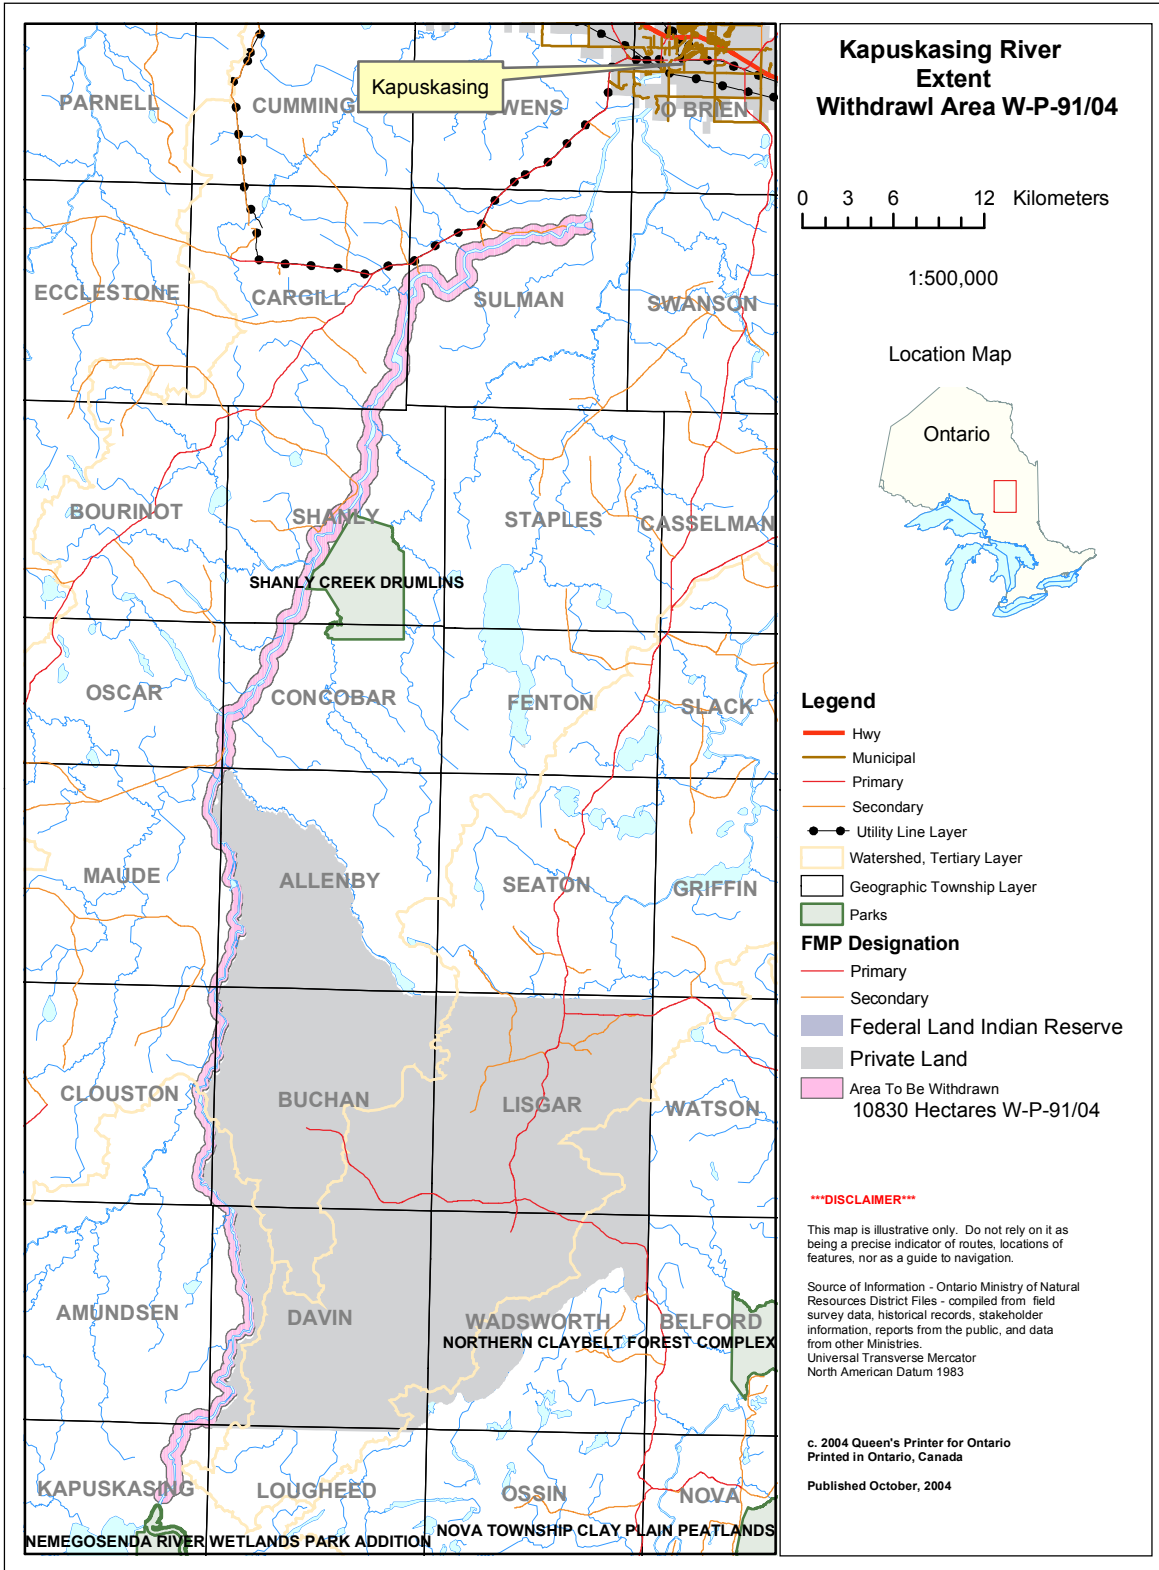 Kapuskasing River
Extent
Withdrawl Area W-P-91/04
0 3 6 12 Kilometers
1:500,000
Location Map
Ontario
Legend
Hwy
Municipal
Primary
Secondary
Utility Line Layer
Watershed, Tertiary Layer
Geographic Township Layer
Parks
FMP Designation
Primary
Secondary
Federal Land Indian Reserve
Private Land
Area To Be Withdrawn
10830 Hectares W-P-91/04
***DISCLAIMER***
This map is illustrative only. Do not rely on it as
being a precise indicator of routes, locations of
features, nor as a guide to navigation.
Source of Information - Ontario Ministry of Natural
Resources District Files - compiled from field
survey data, historical records, stakeholder
information, reports from the public, and data
from other Ministries.
Universal Transverse Mercator
North American Datum 1983
c. 2004 Queen's Printer for Ontario
Printed in Ontario, Canada
Published October, 2004
Kapuskasing
PARNELL
CUMMING
OWENS
O BRIEN
ECCLESTONE
CARGILL
SULMAN
SWANSON
BOURINOT
SHANLY
STAPLES
CASSELMAN
SHANLY CREEK DRUMLINS
OSCAR
CONCOBAR
FENTON
SLACK
MAUDE
ALLENBY
SEATON
GRIFFIN
CLOUSTON
BUCHAN
LISGAR
WATSON
AMUNDSEN
DAVIN
WADSWORTH
BELFORD
NORTHERN CLAYBELT FOREST COMPLEX
KAPUSKASING
LOUGHEED
OSSIN
NOVA
NOVA TOWNSHIP CLAY PLAIN PEATLANDS
NEMEGOSENDA RIVER WETLANDS PARK ADDITION